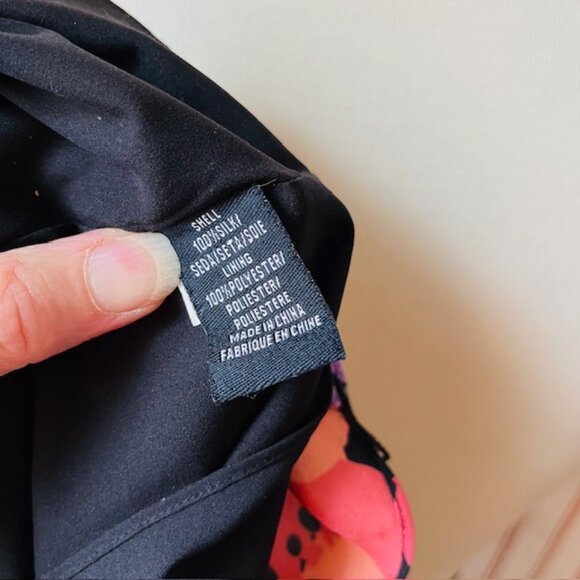 SHELL
100%SILK/
SEDA/SETA/SOIE
LINING
100%POLYESTER/
POLIESTER/
POLIESTERE
MADE IN CHINA
FABRIQUE EN CHINE